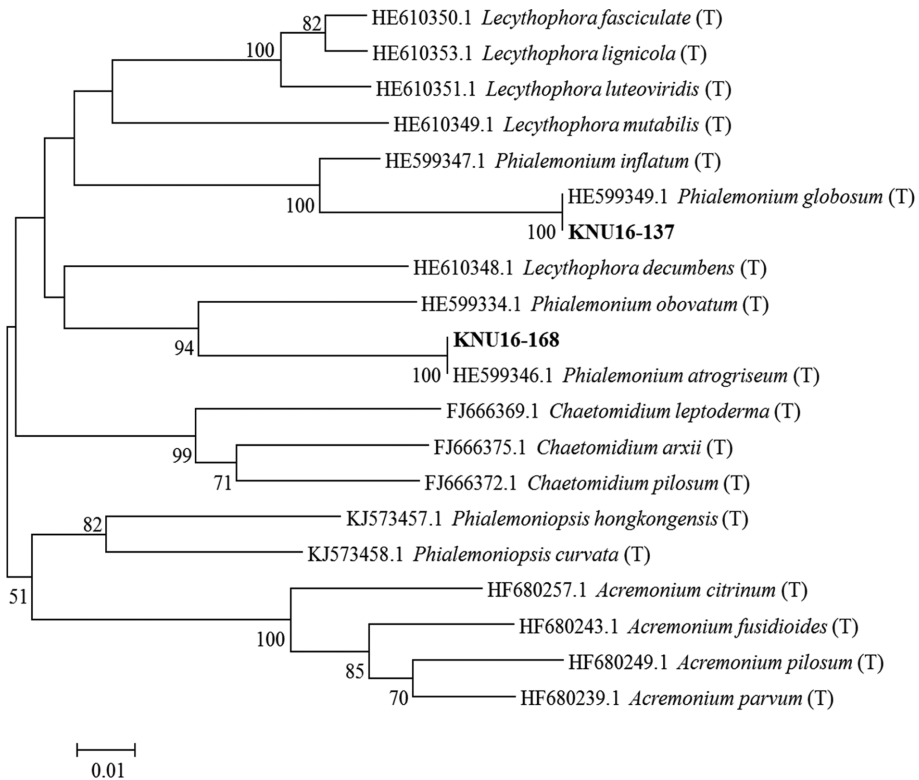 82
HE610350.1 Lecythophora fasciculate (T)
100
HE610353.1 Lecythophora lignicola (T)
HE610351.1 Lecythophora luteoviridis (T)
HE610349.1 Lecythophora mutabilis (T)
HE599347.1 Phialemonium inflatum (T)
100
HE599349.1 Phialemonium globosum (T)
100
KNU16-137
HE610348.1 Lecythophora decumbens (T)
HE599334.1 Phialemonium obovatum (T)
94
KNU16-168
100
HE599346.1 Phialemonium atrogriseum (T)
FJ666369.1 Chaetomidium leptoderma (T)
99
FJ666375.1 Chaetomidium arxii (T)
71
FJ666372.1 Chaetomidium pilosum (T)
82
KJ573457.1 Phialemoniopsis hongkongensis (T)
KJ573458.1 Phialemoniopsis curvata (T)
51
HF680257.1 Acremonium citrinum (T)
100
HF680243.1 Acremonium fusidioides (T)
85
HF680249.1 Acremonium pilosum (T)
70
HF680239.1 Acremonium parvum (T)
0.01